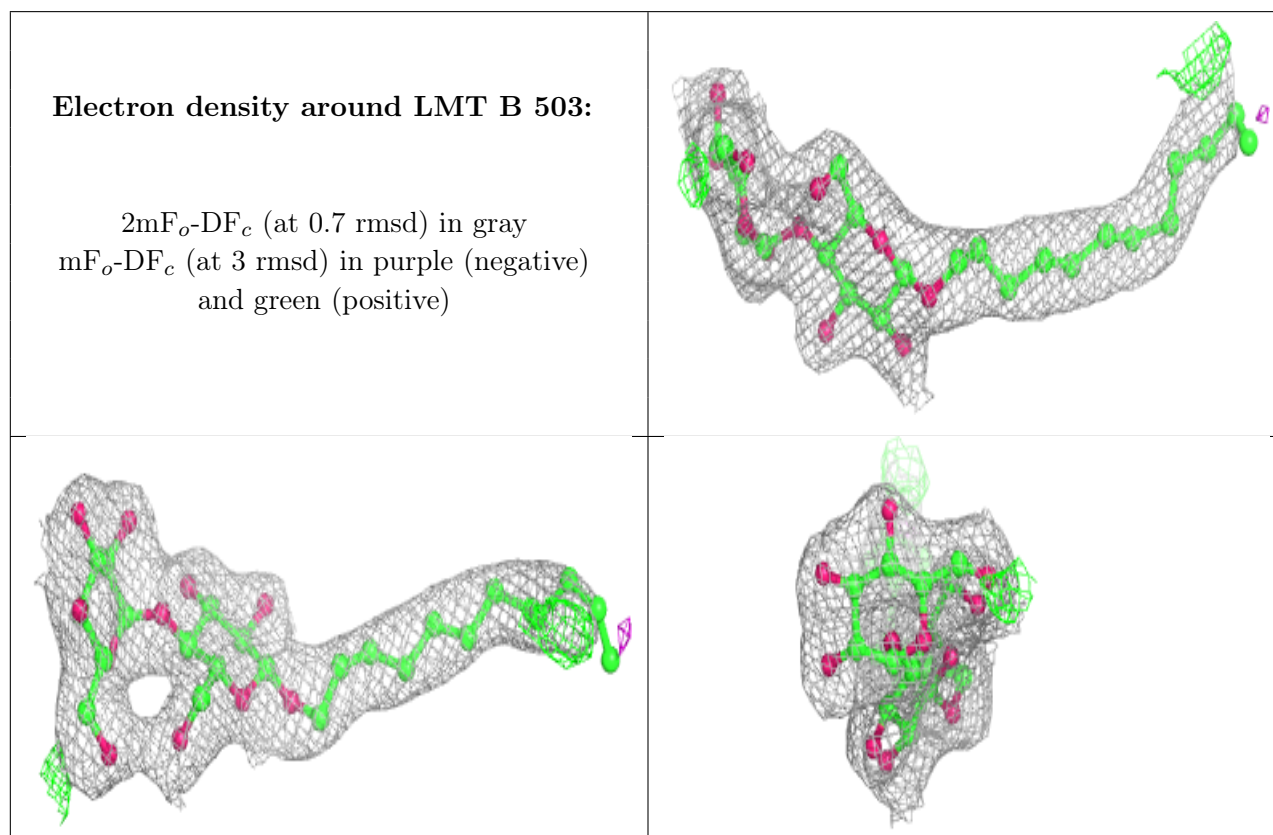 Electron density around LMT B 503:
2mFo-DFc (at 0.7 rmsd) in gray
mFo-DFc (at 3 rmsd) in purple (negative)
and green (positive)